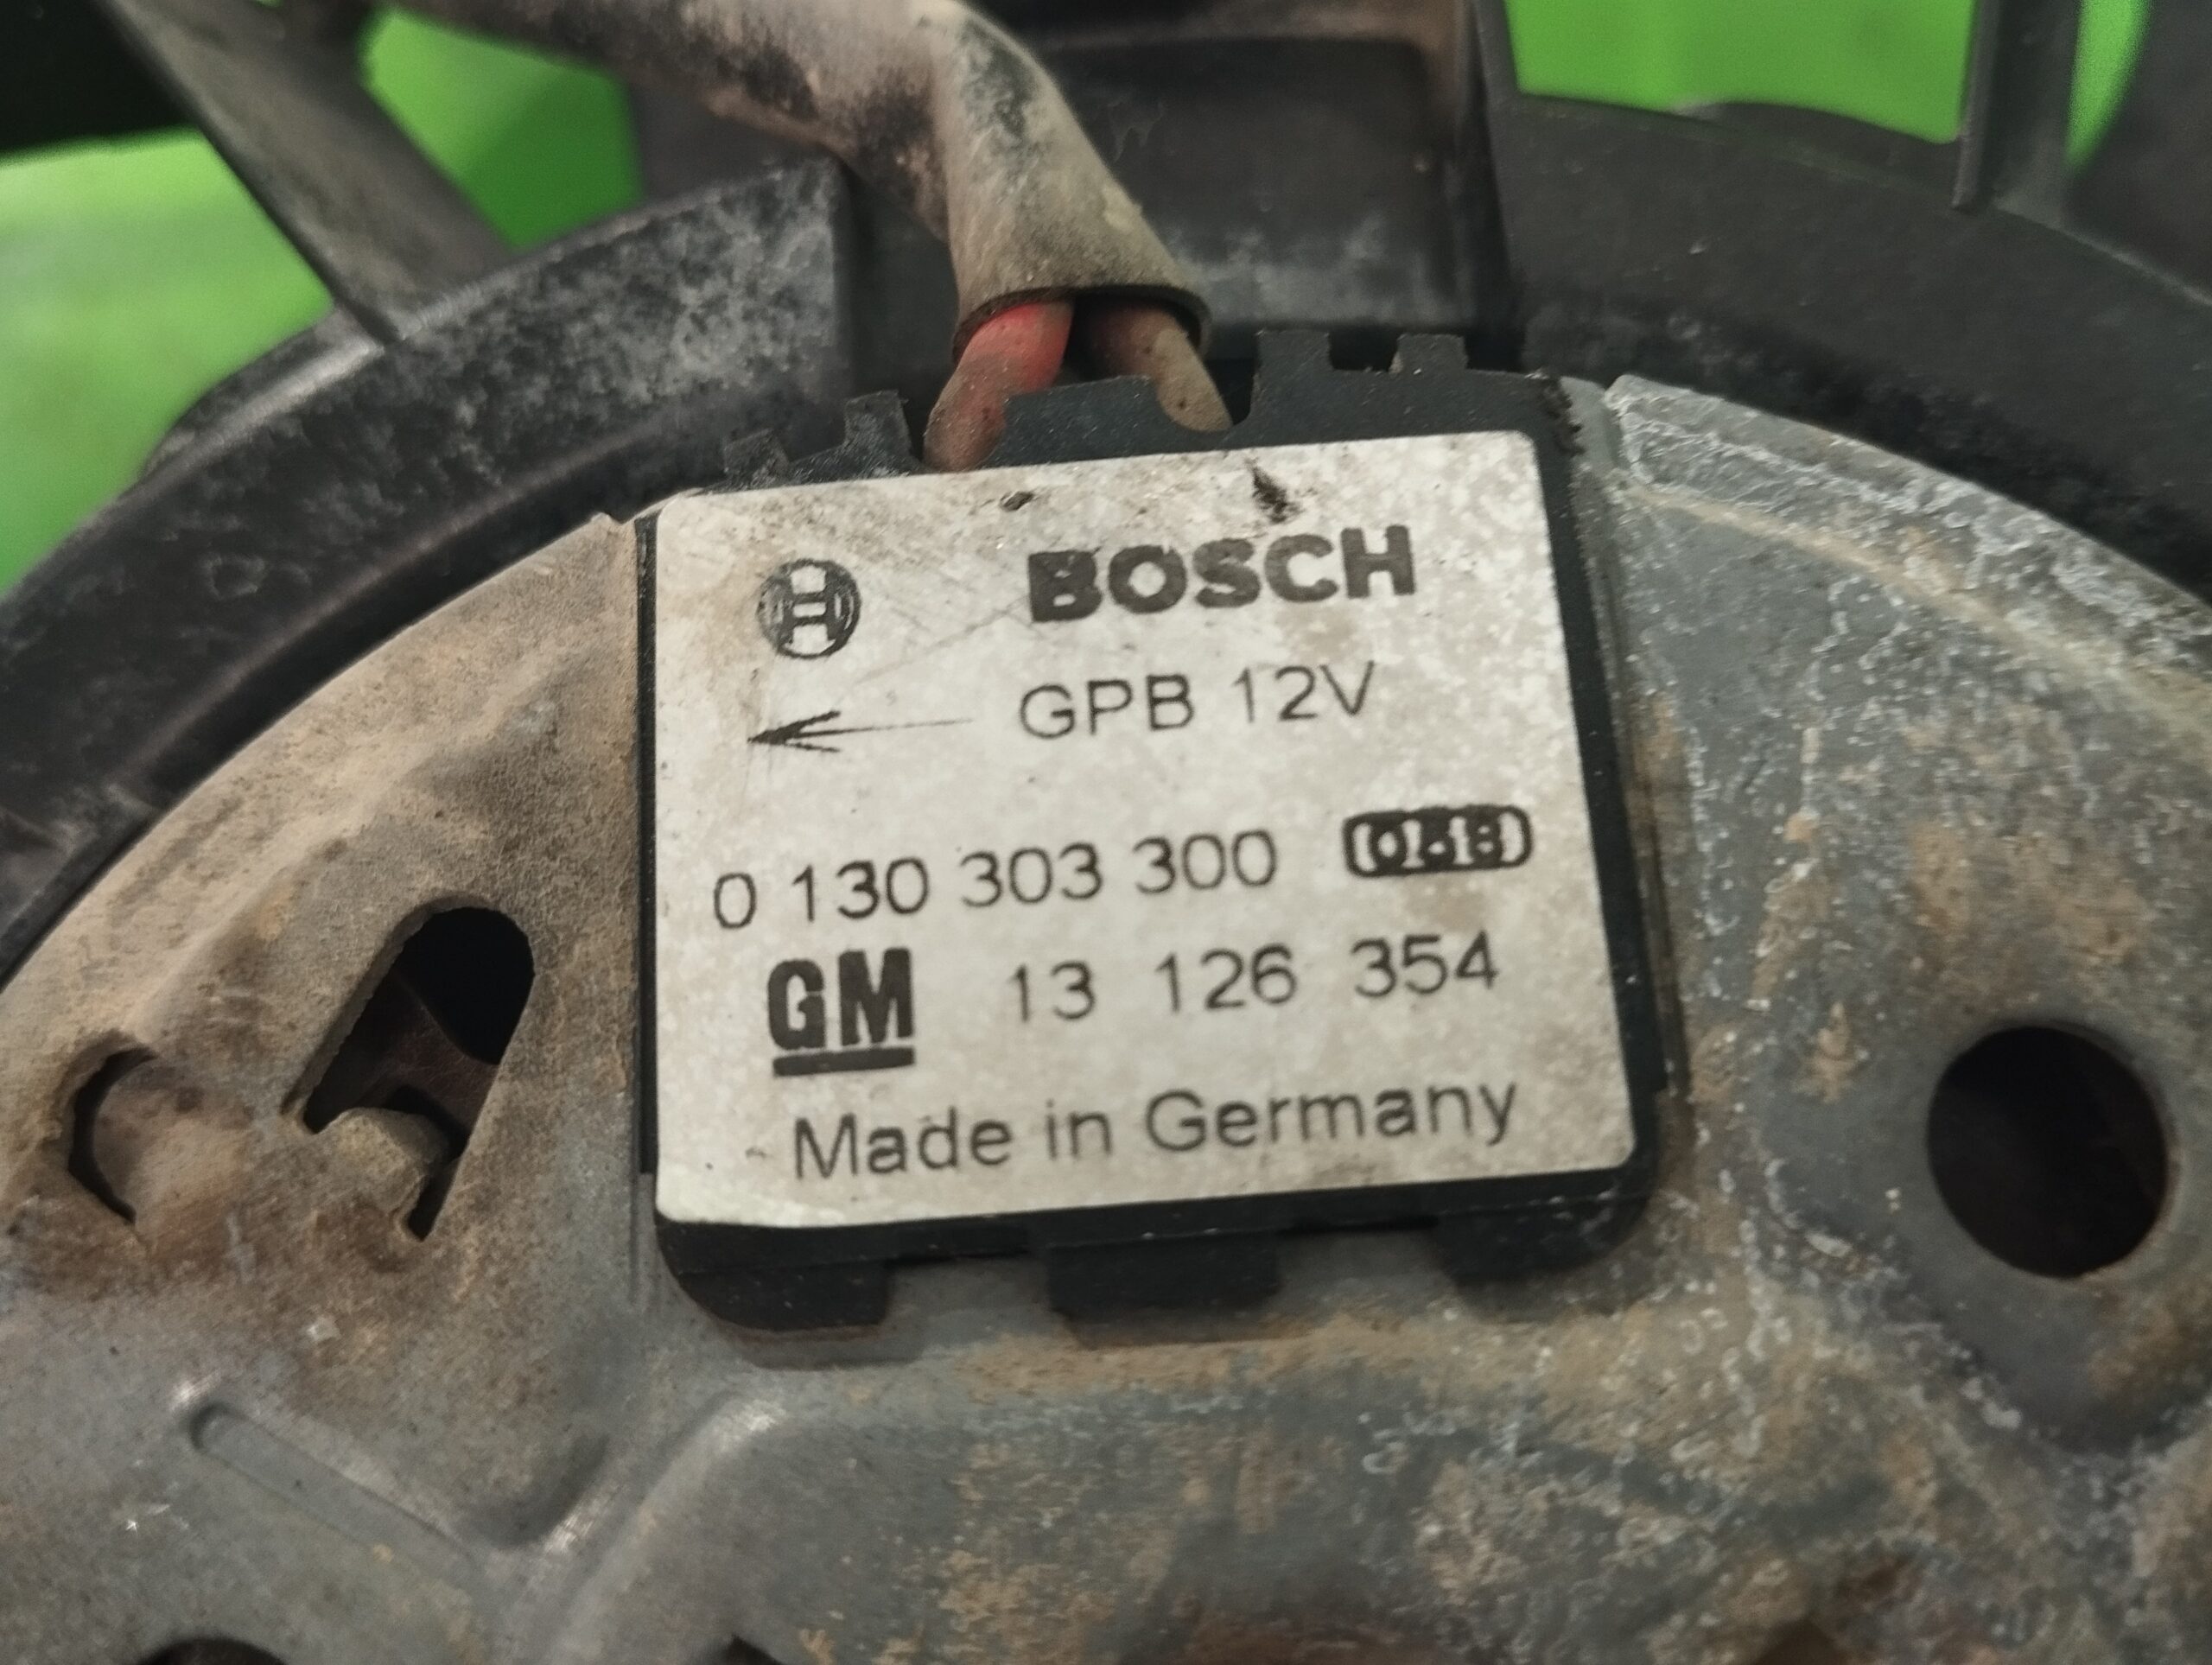 BOSCH
GPB 12V
0 130 303 300
GM 13 126 354
Made in Germany